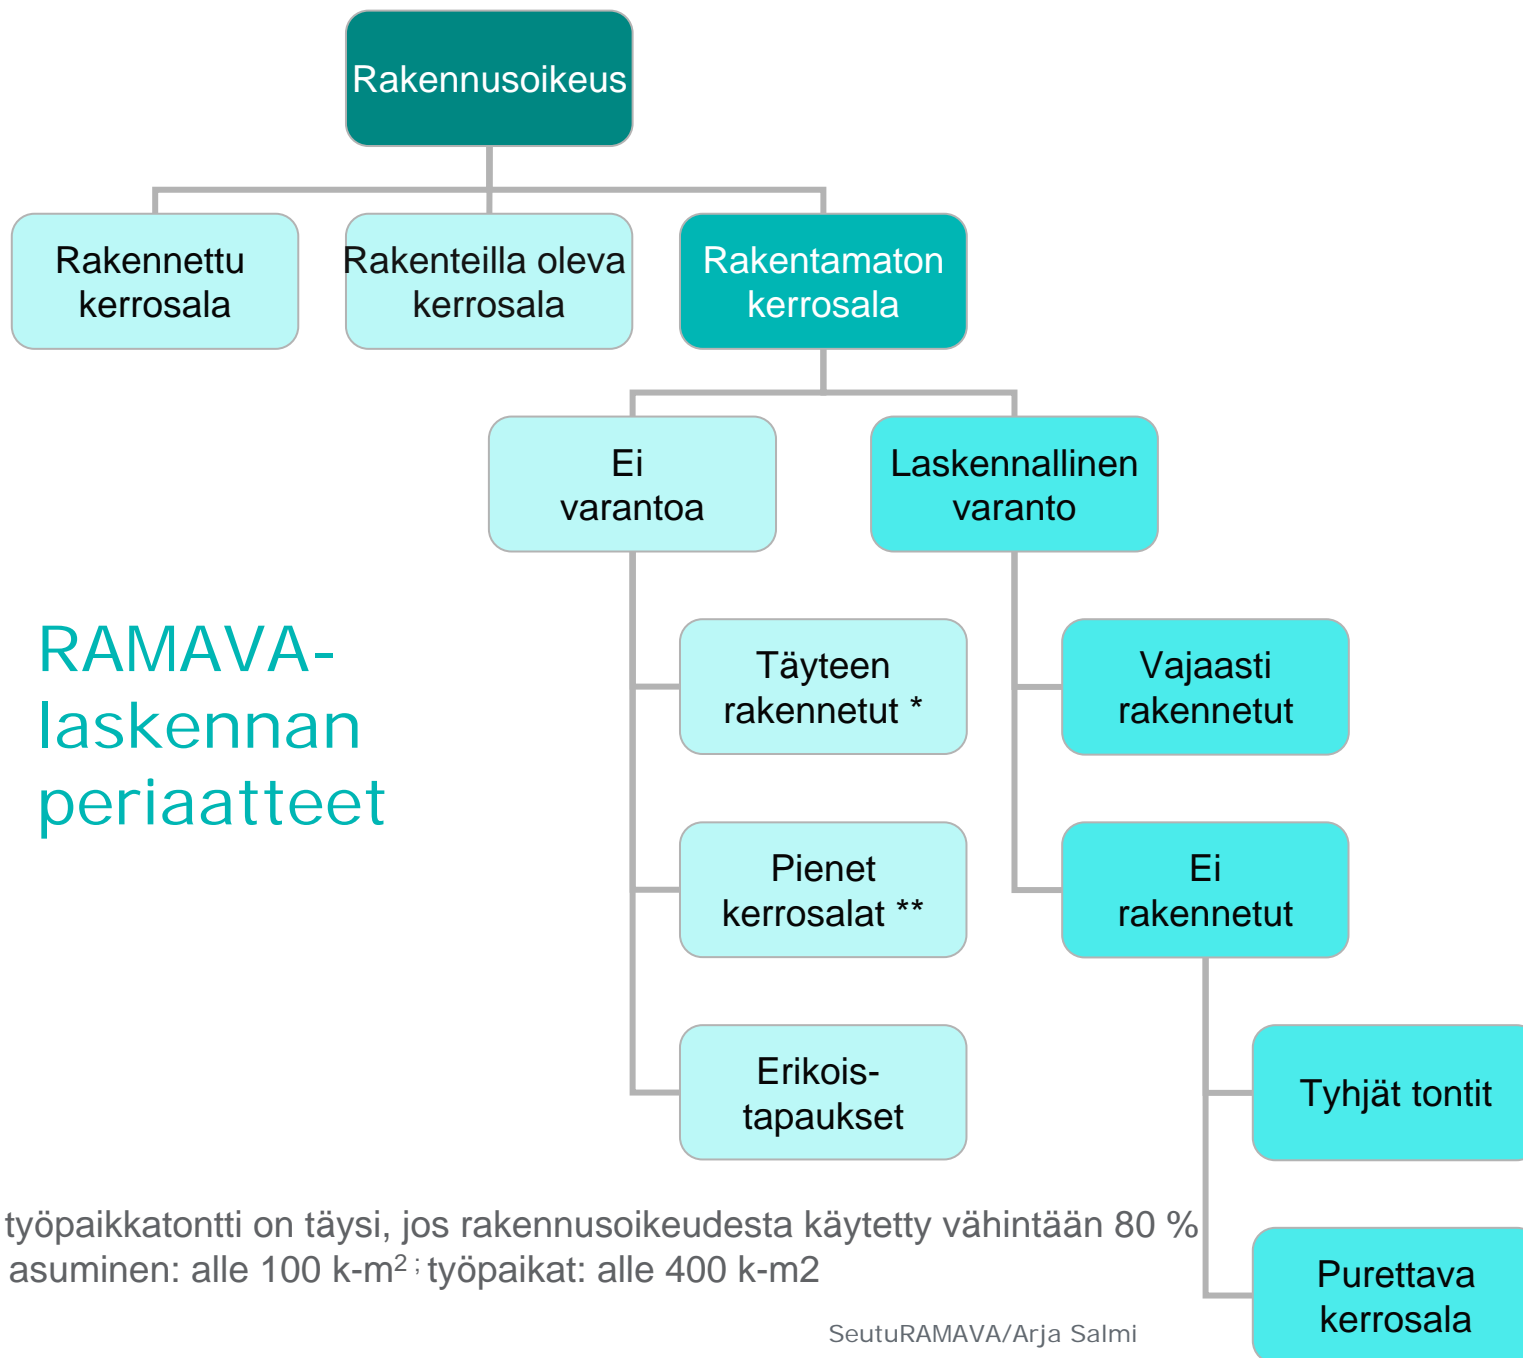 Rakennusoikeus
Rakennettu
kerrosala
Rakenteilla oleva
kerrosala
Rakentamaton
kerrosala
Ei
varantoa
Laskennallinen
varanto
RAMAVA-
laskennan
periaatteet
Täyteen
rakennetut *
Vajaasti
rakennetut
Pienet
kerrosalat **
Ei
rakennetut
Erikois-
tapaukset
Tyhjät tontit
Purettava
kerrosala
työpaikkatontti on täysi, jos rakennusoikeudesta käytetty vähintään 80 %
asuminen: alle 100 k-m² ; työpaikat: alle 400 k-m2
SeutuRAMAVA/Arja Salmi